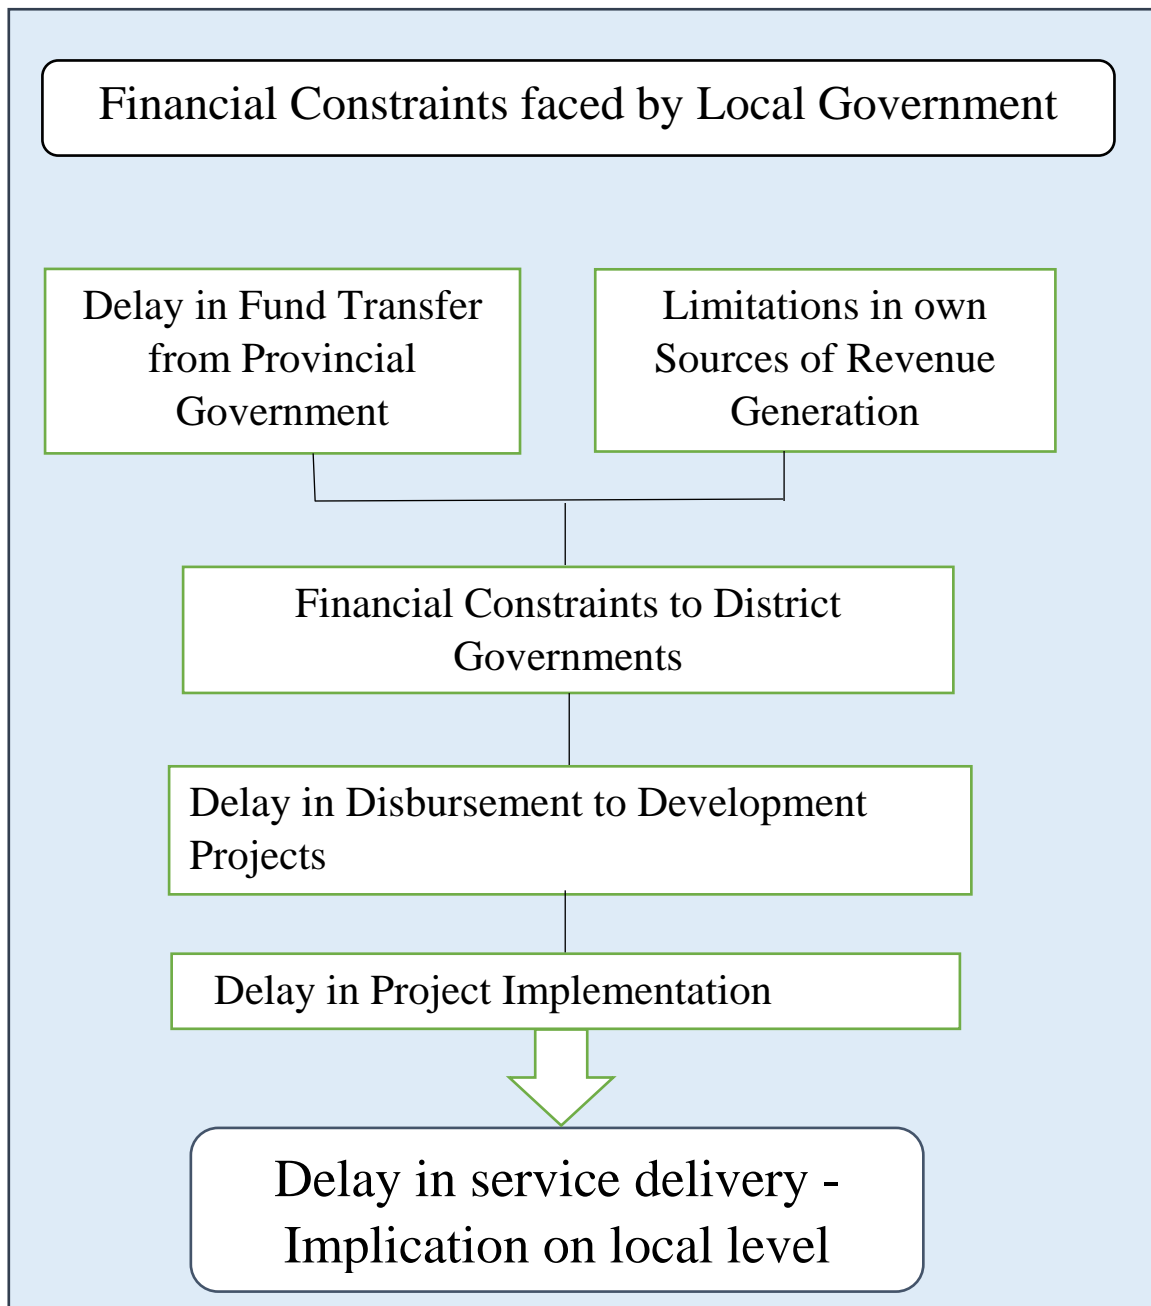 Financial Constraints faced by Local Government
Delay in Fund Transfer
from Provincial
Government
Limitations in own
Sources of Revenue
Generation
Financial Constraints to District
Governments
Delay in Disbursement to Development
Projects
Delay in Project Implementation
Delay in service delivery -
Implication on local level